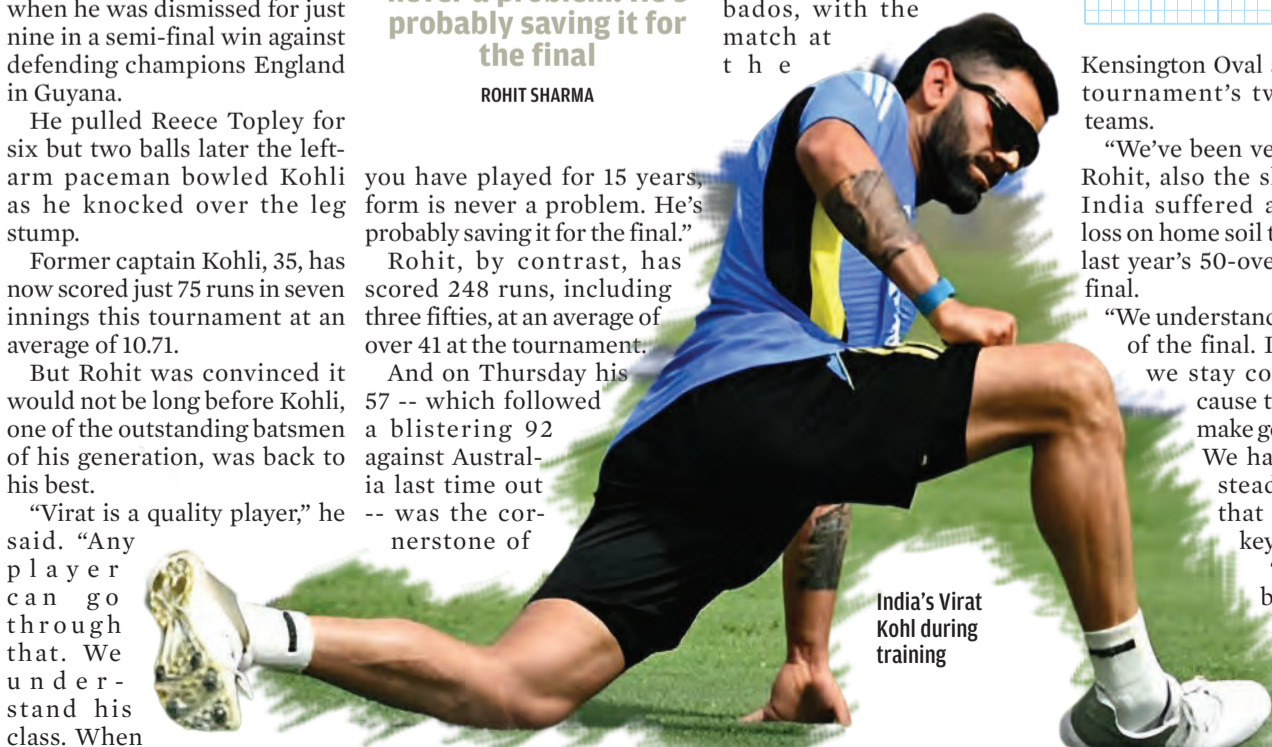 when he was dismissed for just
nine in a semi-final win against
defending champions England
in Guyana.
He pulled Reece Topley for
six but two balls later the left-
arm paceman bowled Kohli
as he knocked over the leg
stump.
Former captain Kohli, 35, has
now scored just 75 runs in seven
innings this tournament at an
average of 10.71.
But Rohit was convinced it
would not be long before Kohli,
one of the outstanding batsmen
of his generation, was back to
his best.
“Virat is a quality player,” he
said. “Any
player
can go
through
that. We
under-
stand his
class. When
never a problem. He’s
probably saving it for
the final
ROHIT SHARMA
you have played for 15 years,
form is never a problem. He’s
probably saving it for the final.”
Rohit, by contrast, has
scored 248 runs, including
three fifties, at an average of
over 41 at the tournament.
And on Thursday his
57 -- which followed
a blistering 92
against Austral-
ia last time out
-- was the cor-
nerstone of
bados, with the
match at
the
India’s Virat
Kohl during
training
Kensington Oval
tournament’s
teams.
“We’ve been
Rohit, also the
India suffered
loss on home soil
last year’s
final.
“We understand
of the final.
we stay
cause
make
We
that
key